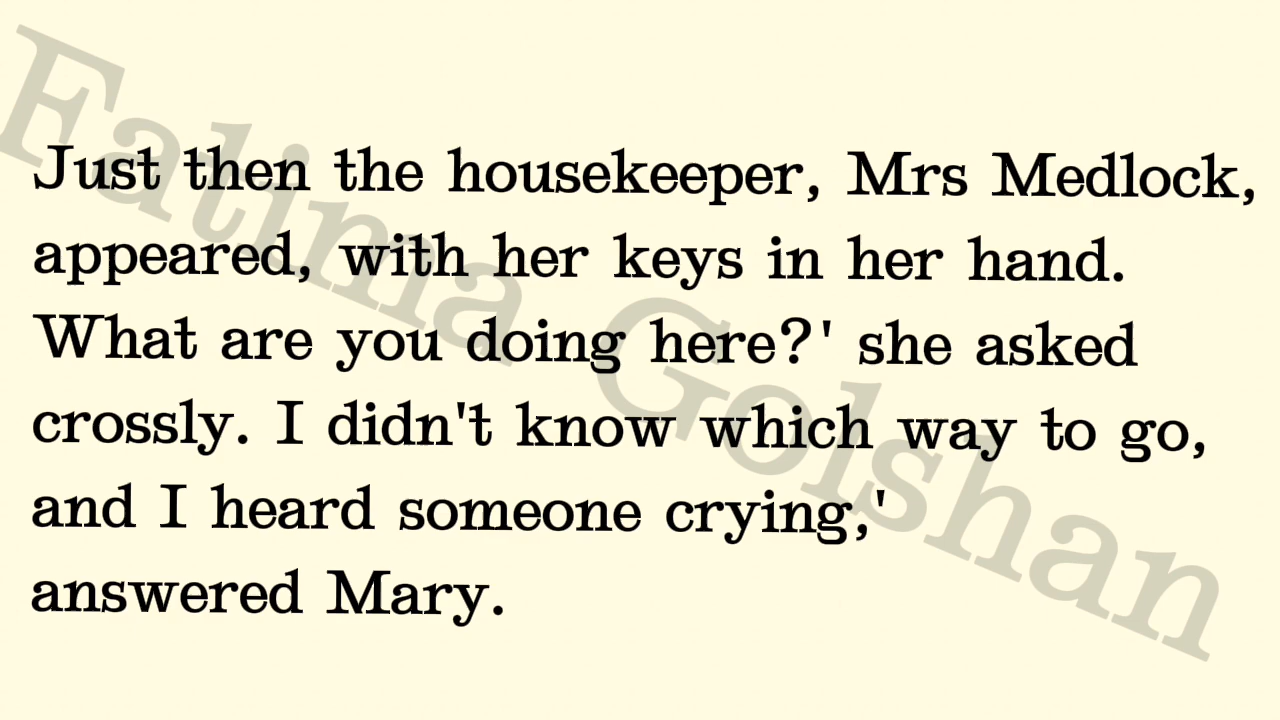 Just then the housekeeper, Mrs Medlock,
appeared, with her keys in her hand.
What are you doing here?' she asked
crossly. I didn't know which way to go,
and I heard someone crying,'
answered Mary.
Fatima Golshan